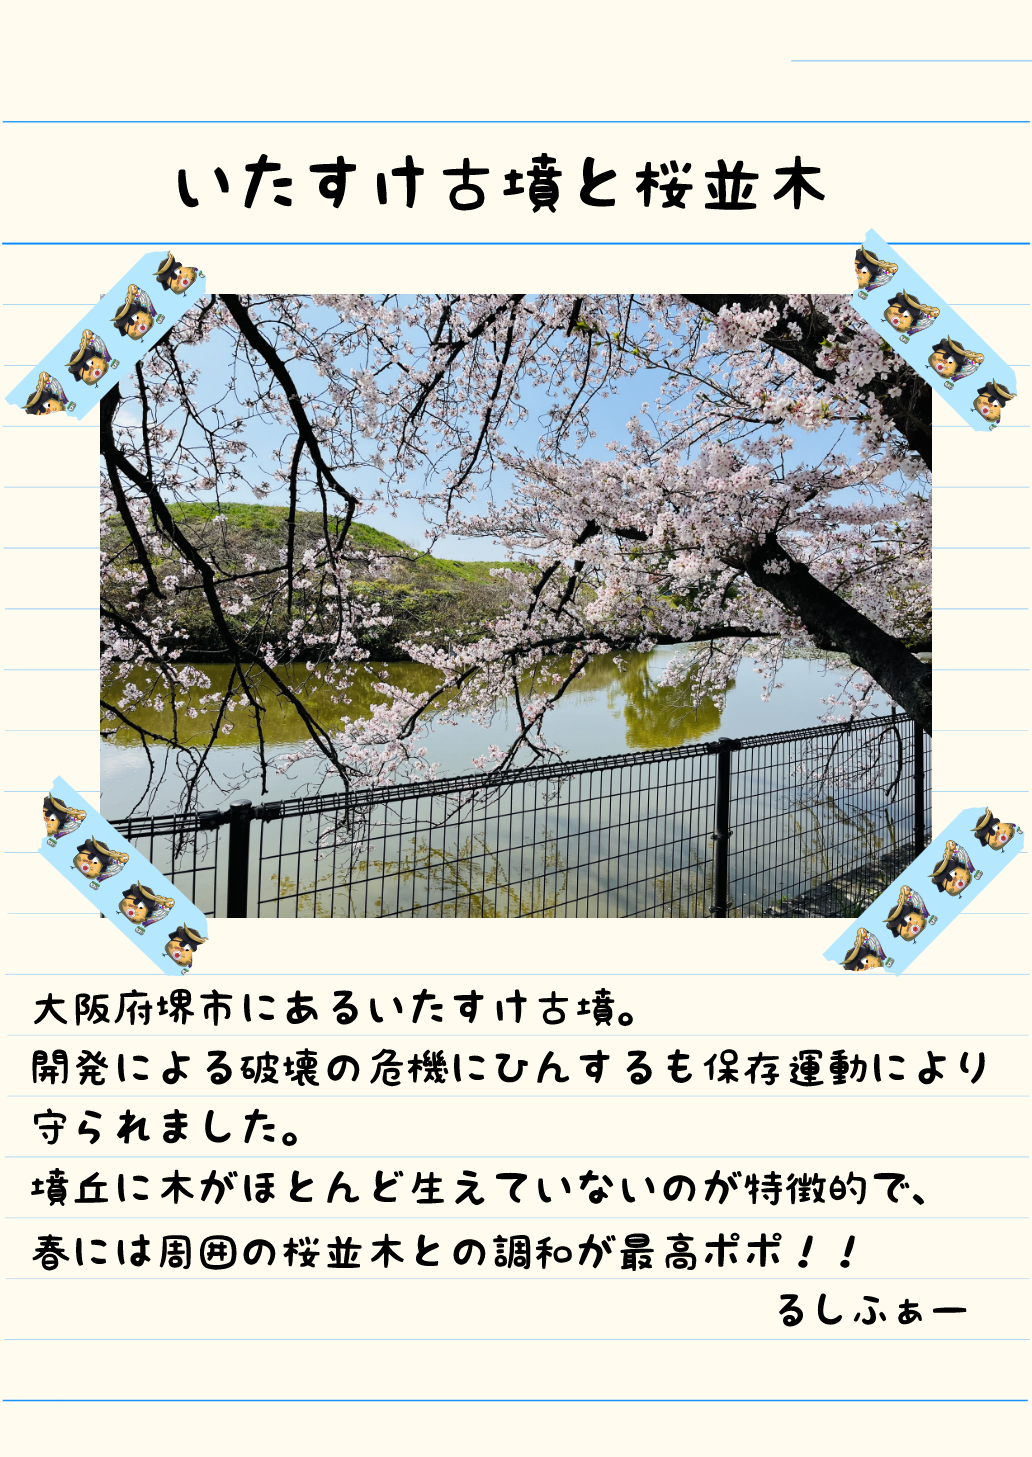 いたすけ古墳と桜並木
大阪府堺市にあるいたすけ古墳。
開発による破壊の危機にひんするも保存運動により
守られました。
墳丘に木がほとんど生えていないのが特徴的で、
春には周囲の桜並木との調和が最高ポポ！！
るしふぁー